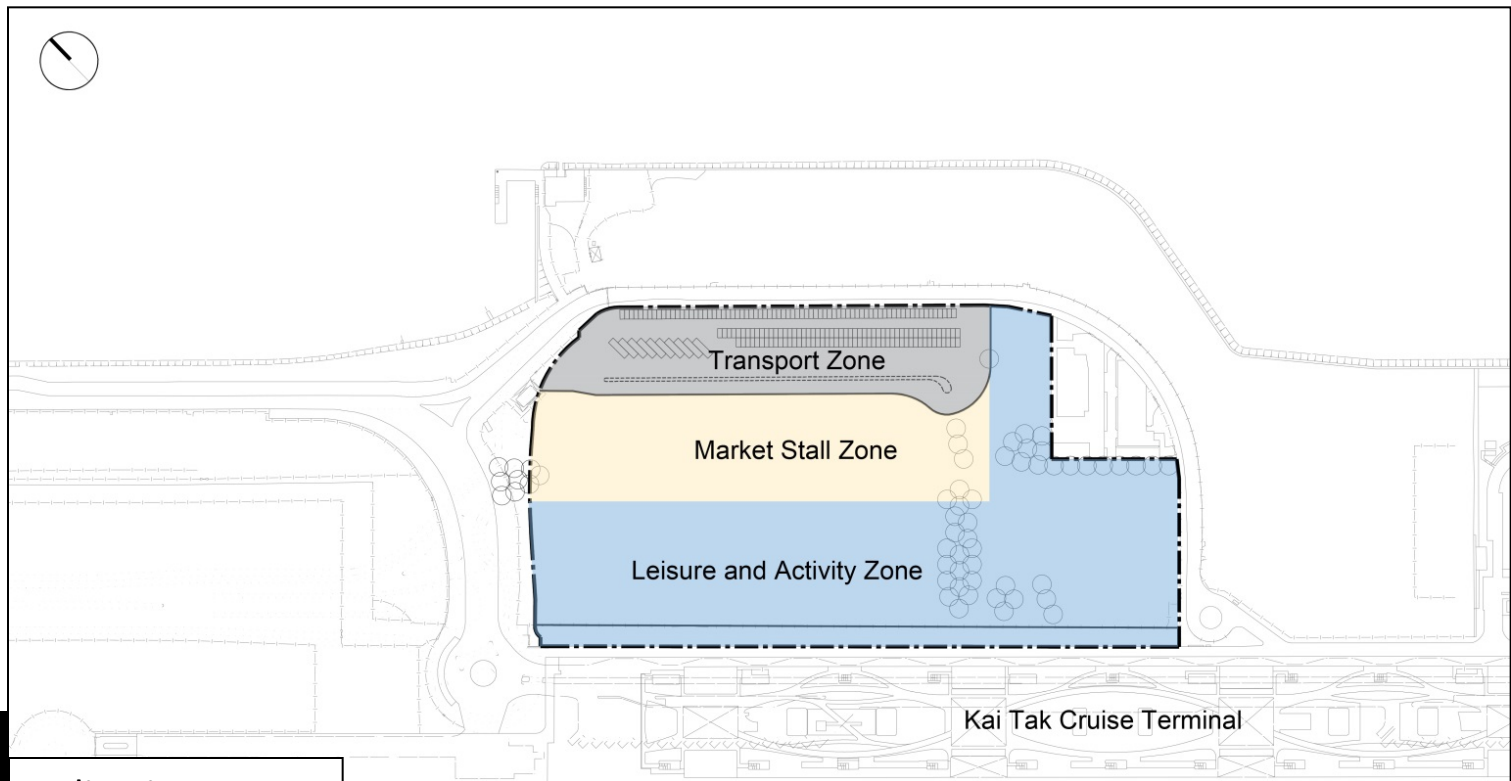 Transport Zone
Market Stall Zone
Leisure and Activity Zone
Kai Tak Cruise Terminal